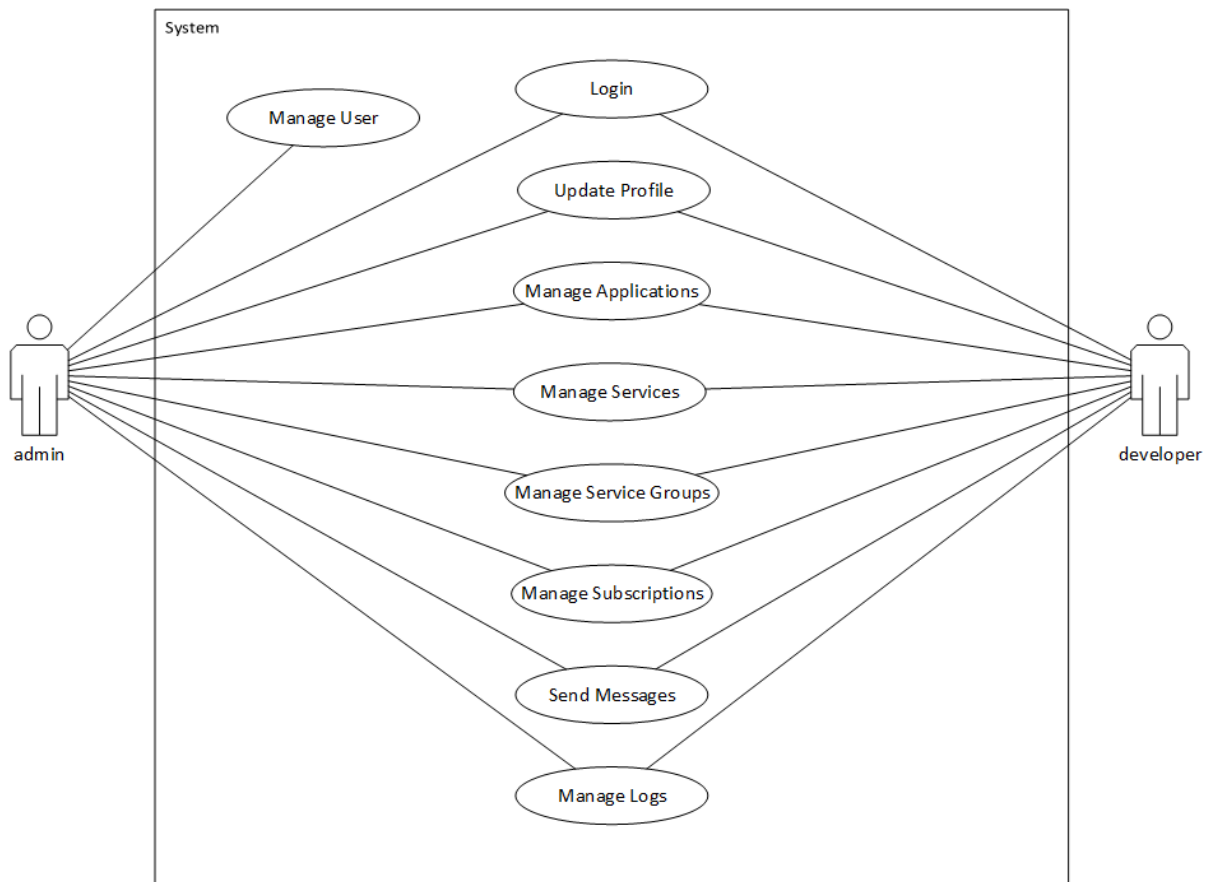 System
Login
Manage User
Update Profile
Manage Applications
Manage Services
admin
developer
Manage Service Groups
Manage Subscriptions
Send Messages
Manage Logs